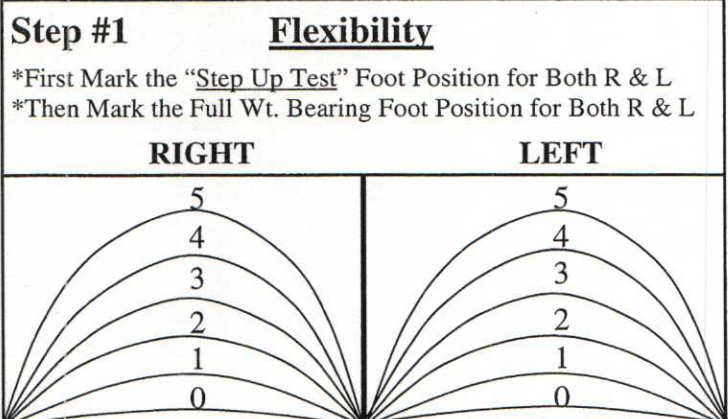 Step #1 Flexibility
*First Mark the “Step Up Test” Foot Position for Both R & L
*Then Mark the Full Wt. Bearing Foot Position for Both R & L
RIGHT LEFT
5 5
4 4
3 3
2 2
1 1
0 0